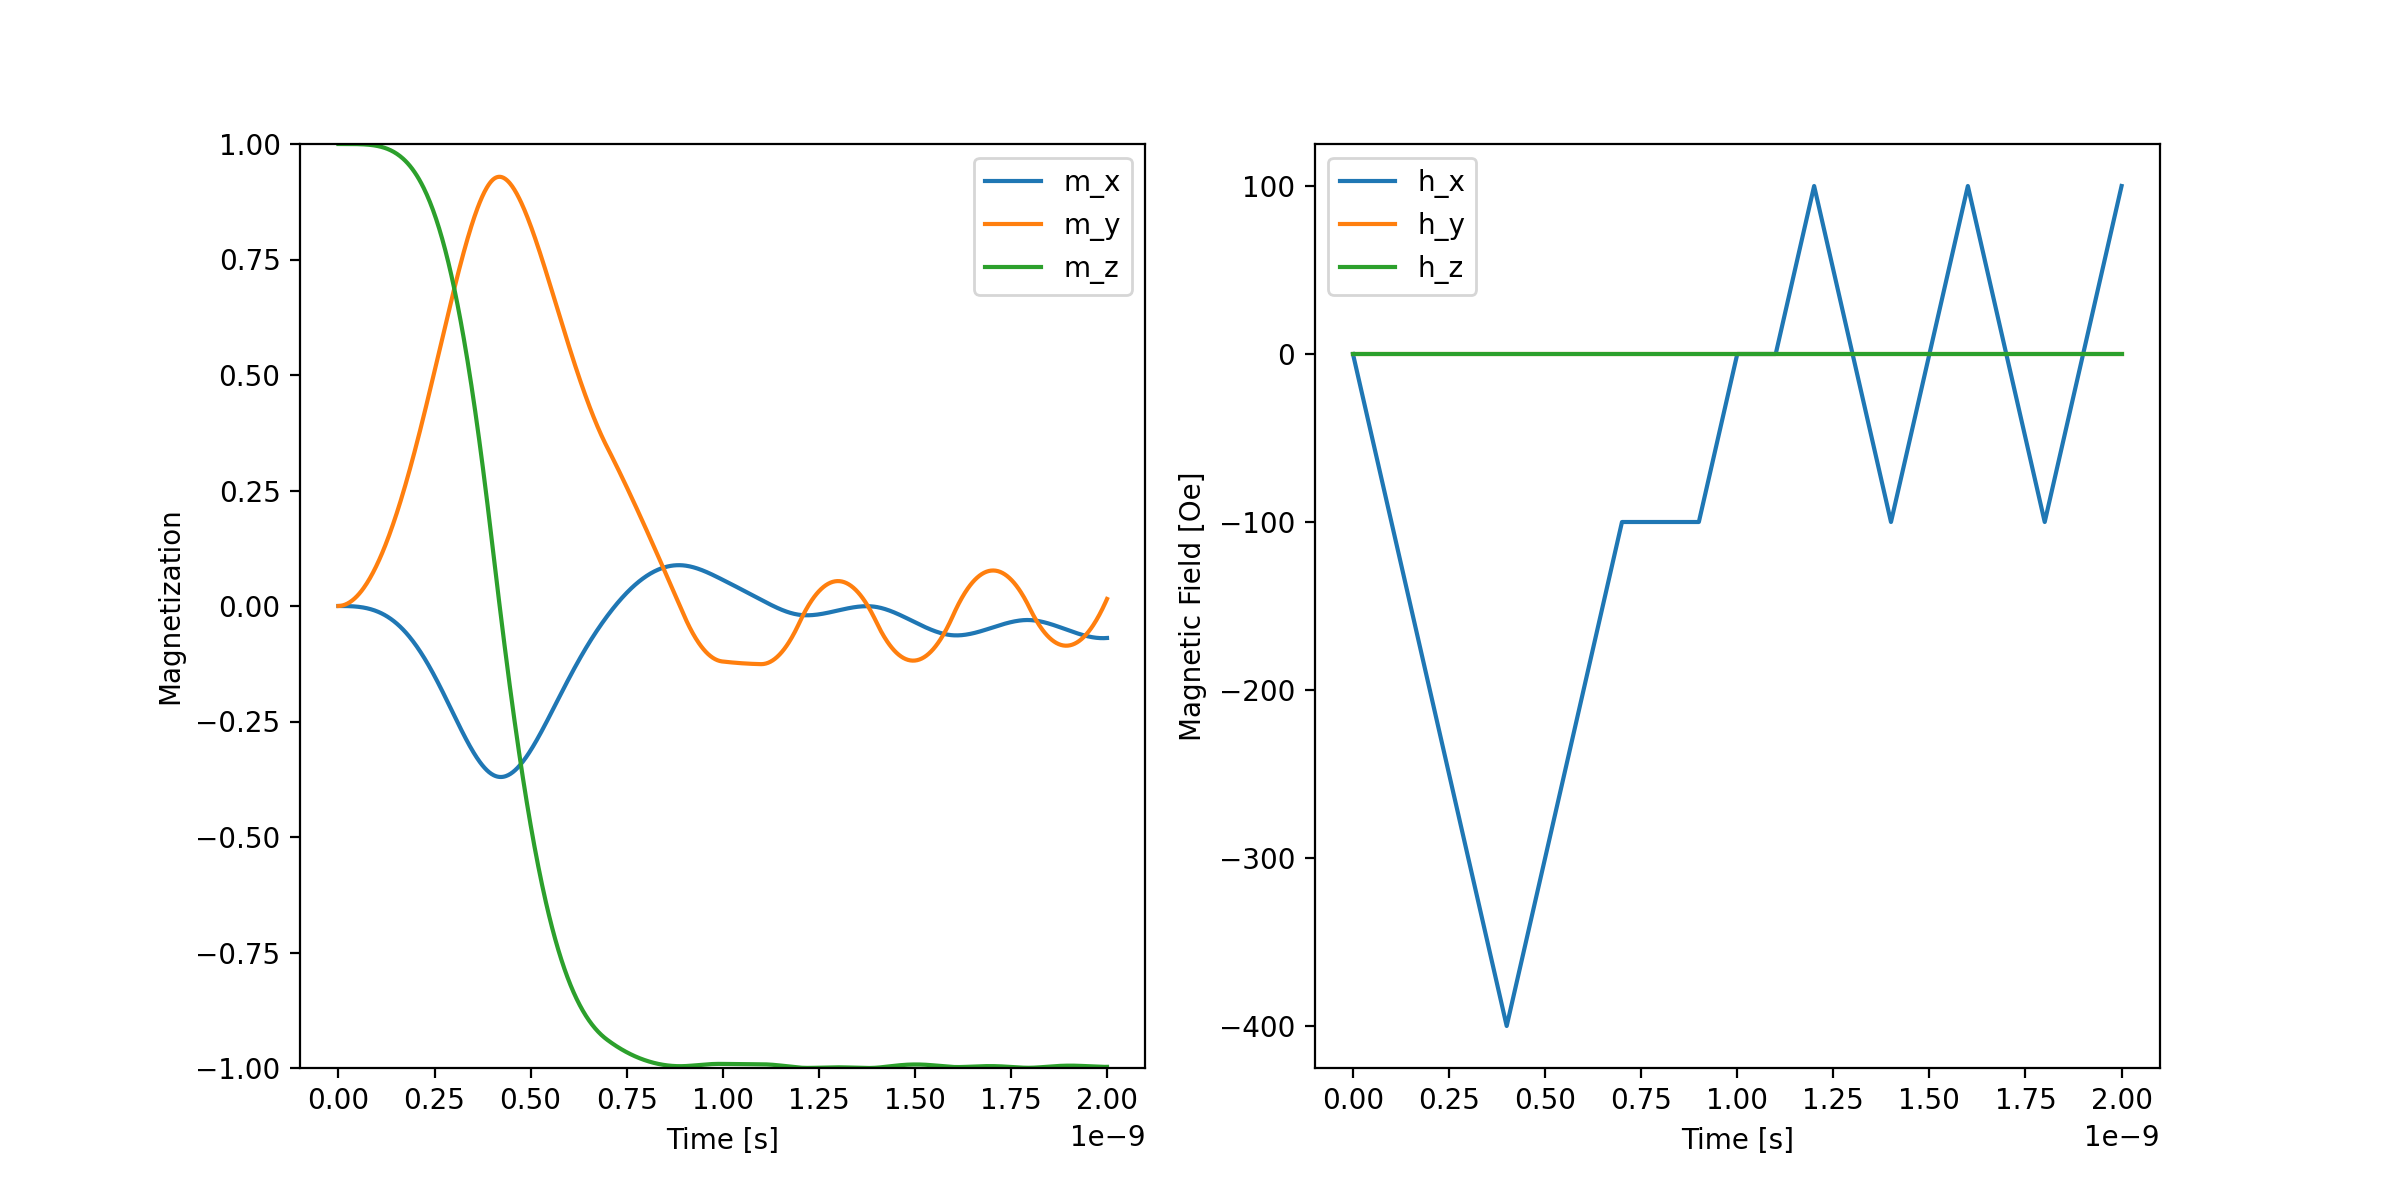 1.00
0.75
0.50
0.25
0.00
−0.25
−0.50
−0.75
−1.00
Magnetization
m_x
m_y
m_z
0.00 0.25 0.50 0.75 1.00 1.25 1.50 1.75 2.00
Time [s]
1e−9
100
0
−100
−200
−300
−400
Magnetic Field [Oe]
h_x
h_y
h_z
0.00 0.25 0.50 0.75 1.00 1.25 1.50 1.75 2.00
Time [s]
1e−9